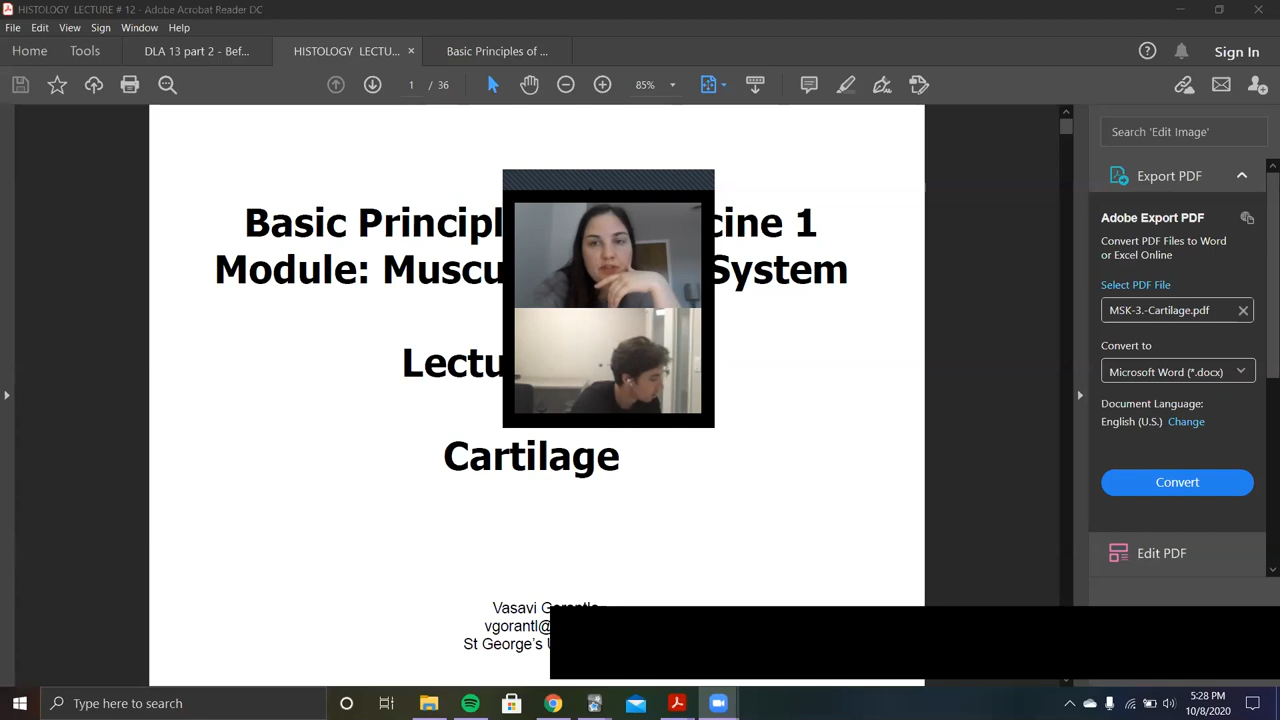 HISTOLOGY LECTURE # 12 - Adobe Acrobat Reader DC
File Edit View Sign Window Help
Home Tools DLA 13 part 2 - Bef... HISTOLOGY LECTU... × Basic Principles of ... Sign In
1 / 36 85%
Search 'Edit Image'
Export PDF
Adobe Export PDF
Convert PDF Files to Word
or Excel Online
Select PDF File
MSK-3.-Cartilage.pdf
Convert to
Microsoft Word (*.docx)
Document Language:
English (U.S.) Change
Convert
Edit PDF
Basic Principl cine 1
Module: Muscu System
Lectu
Cartilage
Vasavi
vgorantl@
St George's
Type here to search
5:28 PM
10/8/2020